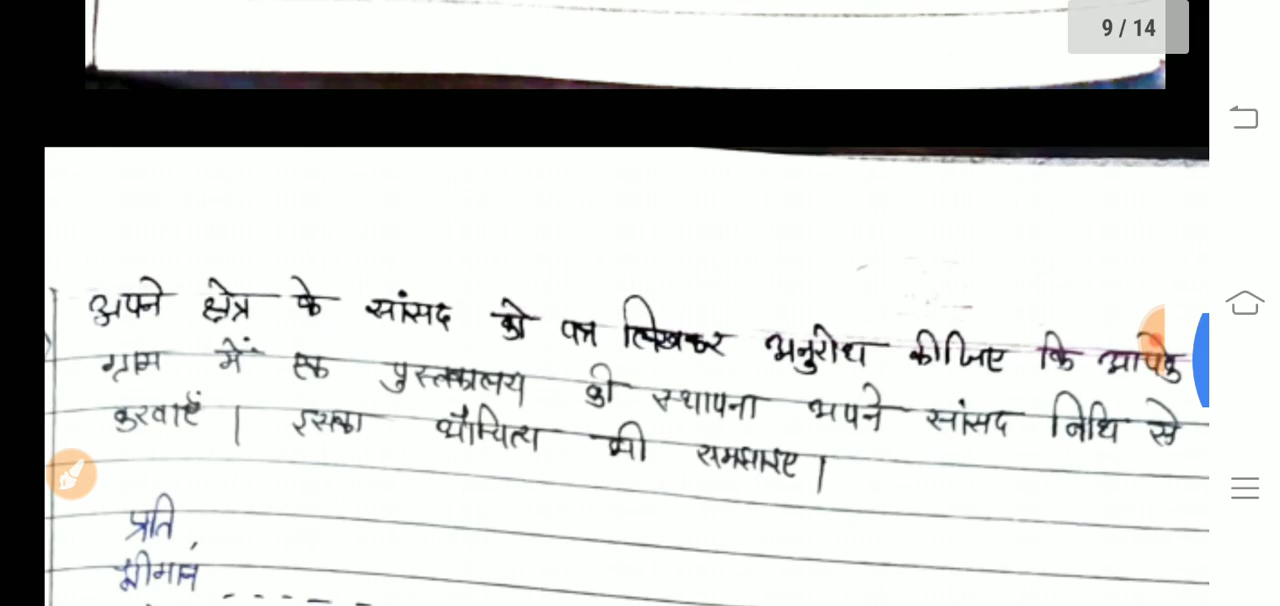 9 / 14
अपने क्षेत्र के सांसद को पत्र लिखकर अनुरोध कीजिए कि आपके
ग्राम में एक पुस्तकालय की स्थापना अपने सांसद निधि से
करवाएँ | इसका औचित्य भी समझाइए |
प्रति,
श्रीमान